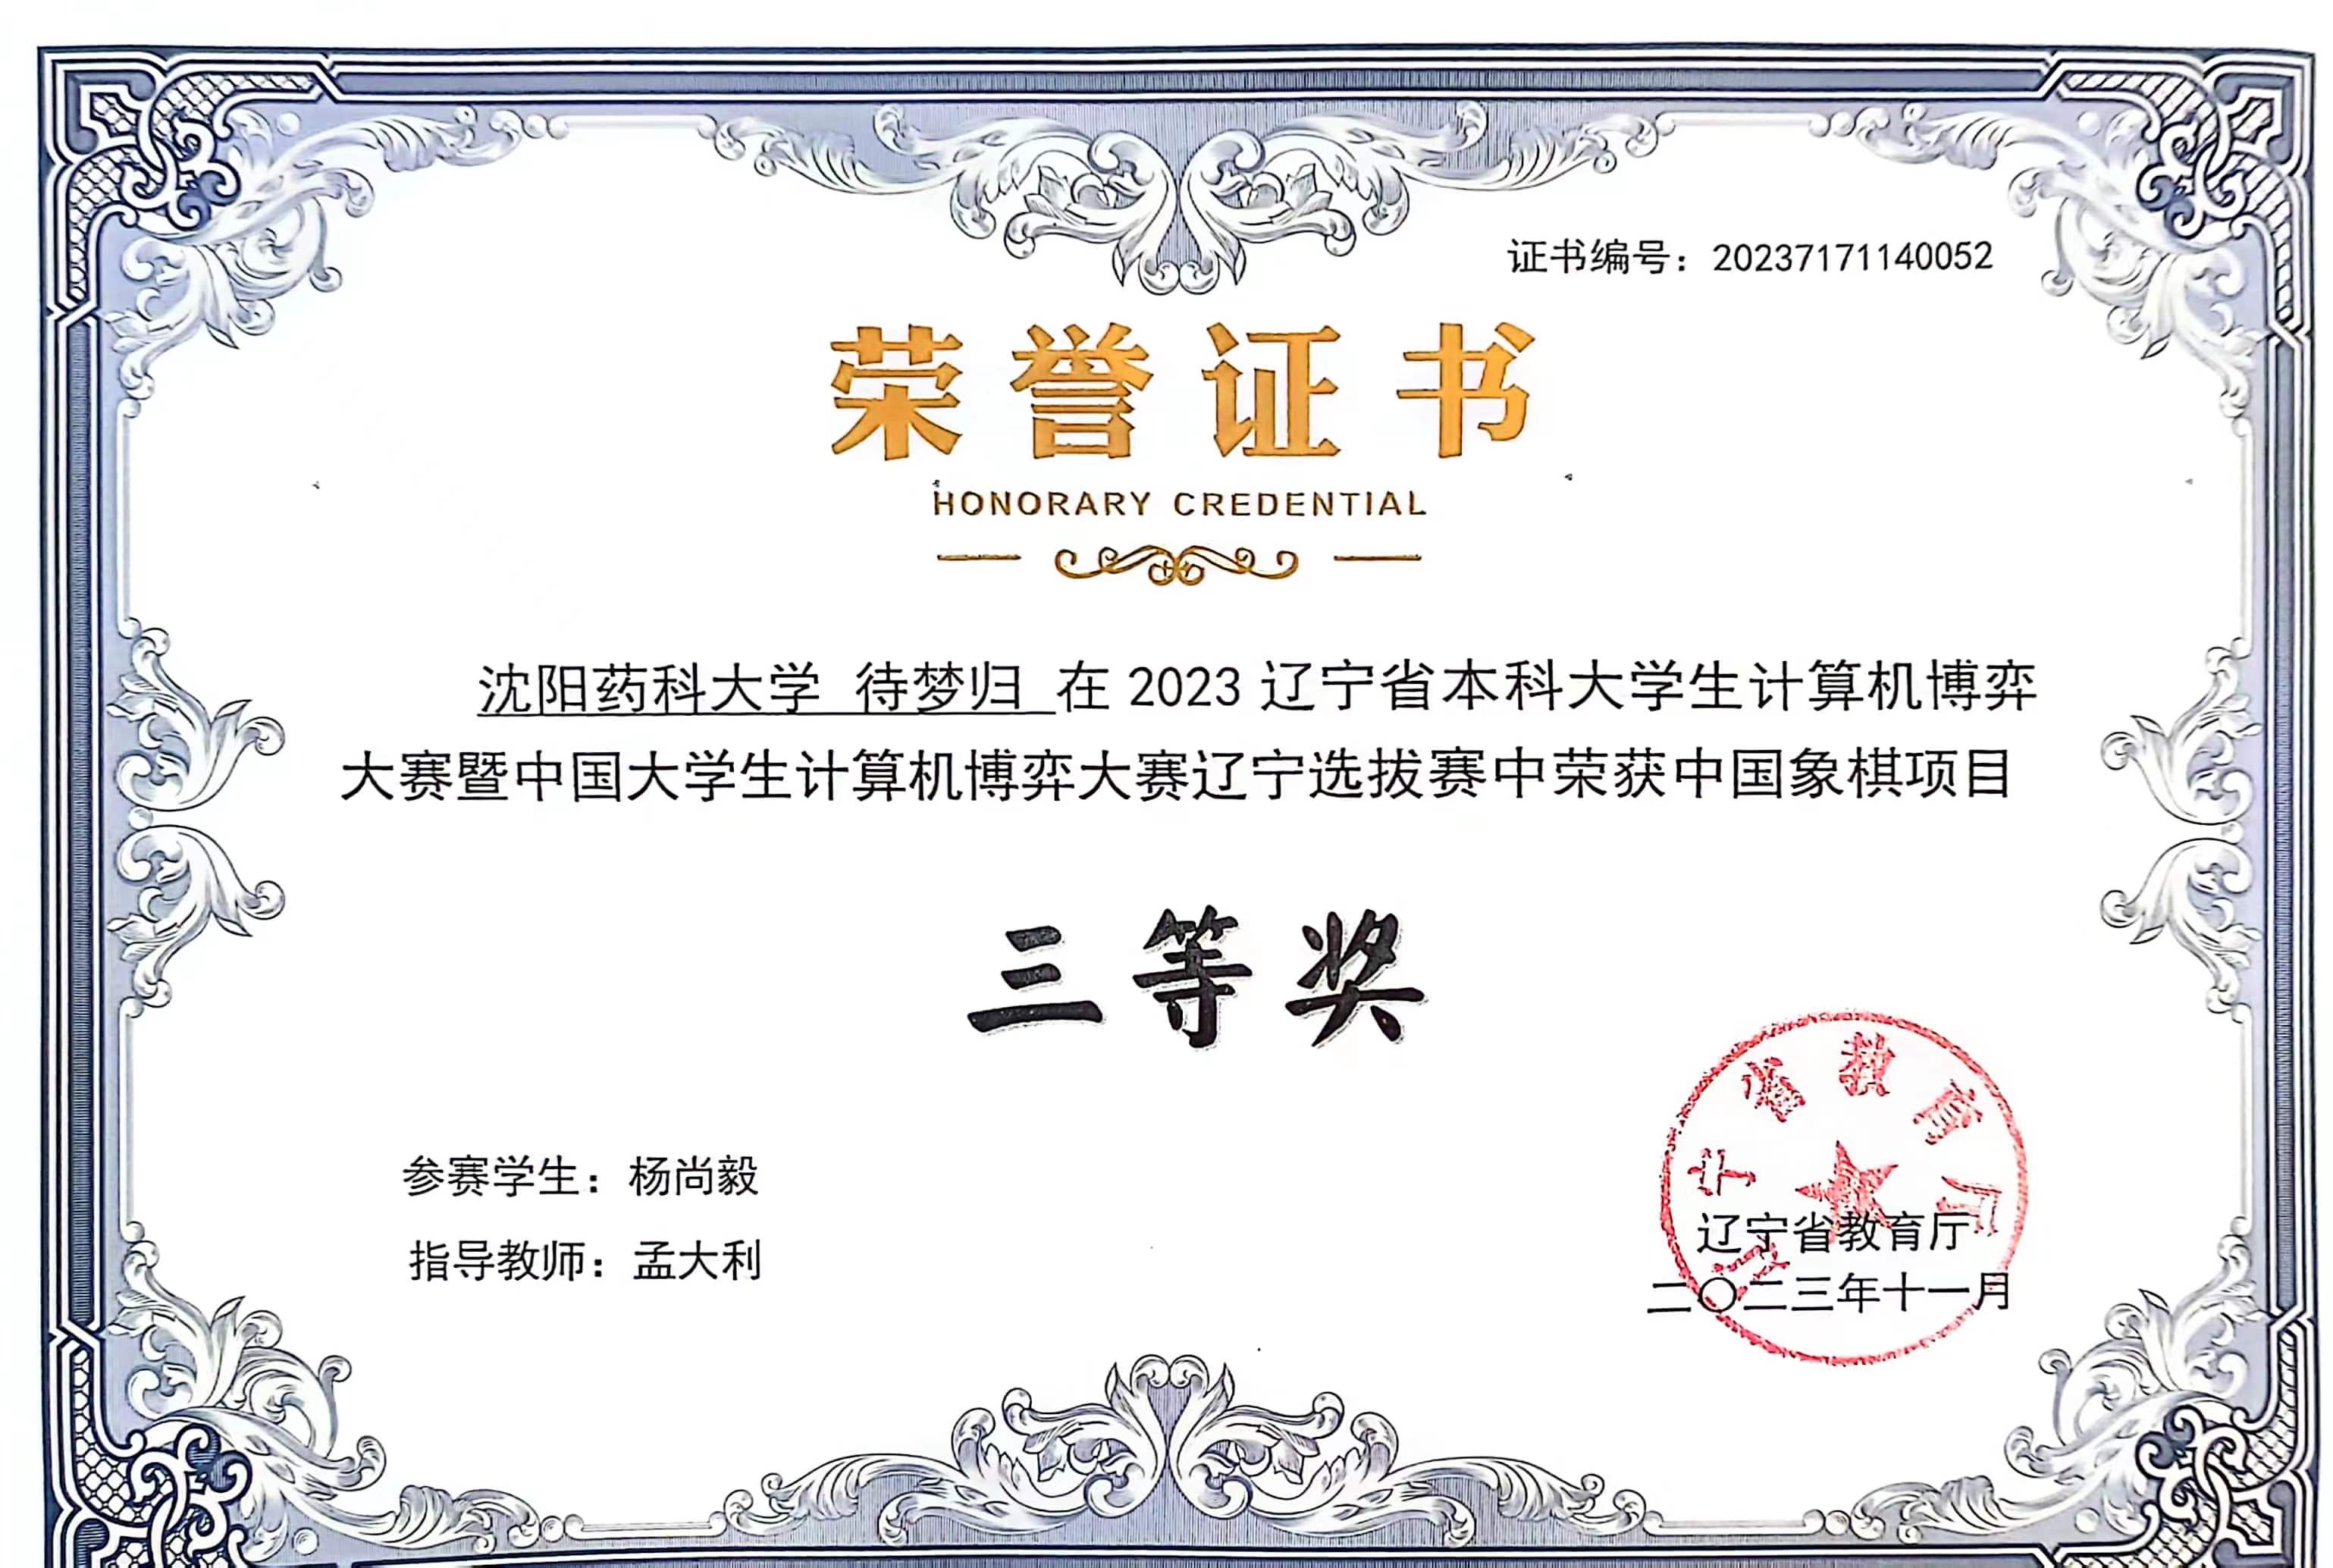 证书编号：20237171140052
荣誉证书
HONORARY CREDENTIAL
沈阳药科大学 待梦归 在 2023 辽宁省本科大学生计算机博弈
大赛暨中国大学生计算机博弈大赛辽宁选拔赛中荣获中国象棋项目
三等奖
参赛学生：杨尚毅
指导教师：孟大利
辽宁省教育厅
辽宁省教育厅
二〇二三年十一月